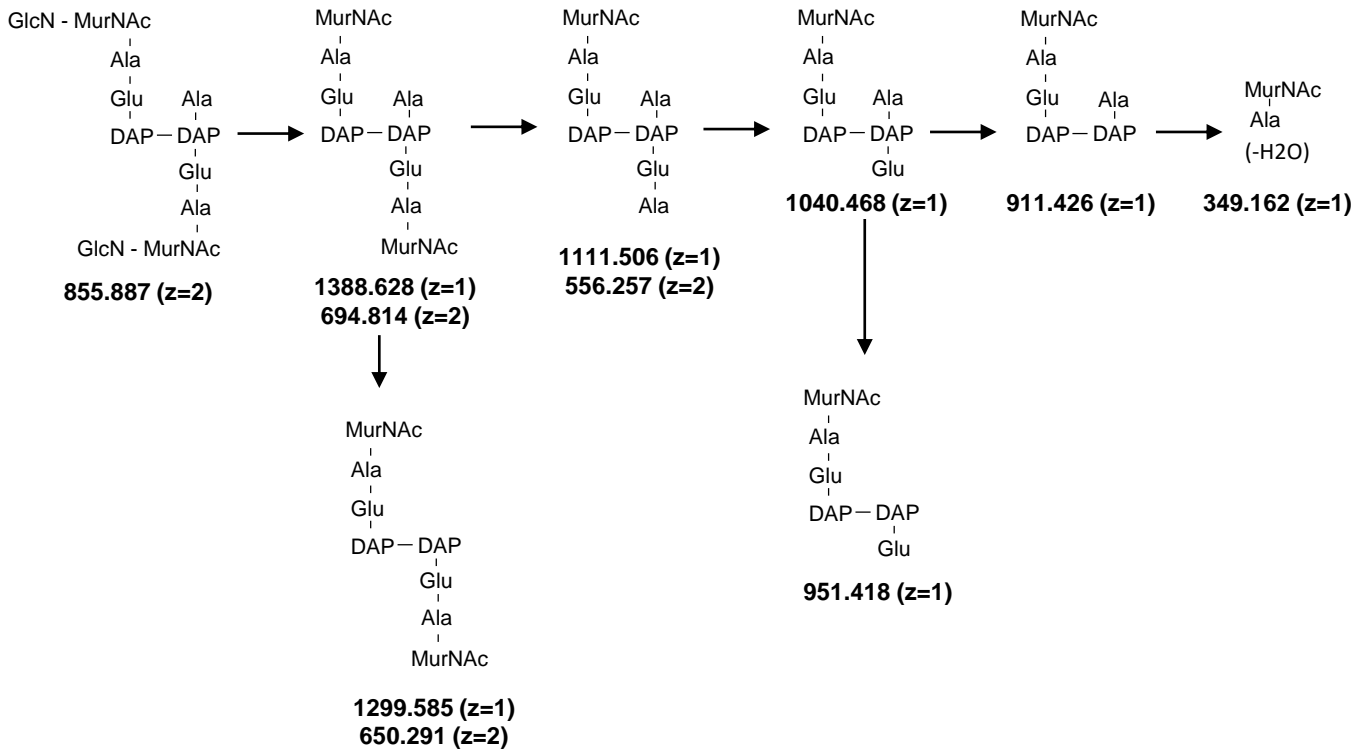 GlcN - MurNAc
Ala
Glu Ala
DAP – DAP
Glu
Ala
GlcN - MurNAc
855.887 (z=2)
MurNAc
Ala
Glu Ala
DAP – DAP
Glu
Ala
MurNAc
1388.628 (z=1)
694.814 (z=2)
MurNAc
Ala
Glu Ala
DAP – DAP
Glu
Ala
1111.506 (z=1)
556.257 (z=2)
MurNAc
Ala
Glu Ala
DAP – DAP
Glu
1040.468 (z=1)
MurNAc
Ala
Glu Ala
DAP – DAP
911.426 (z=1)
MurNAc
Ala
(-H2O)
349.162 (z=1)
MurNAc
Ala
Glu
DAP – DAP
Glu
Ala
MurNAc
1299.585 (z=1)
650.291 (z=2)
MurNAc
Ala
Glu
DAP – DAP
Glu
951.418 (z=1)